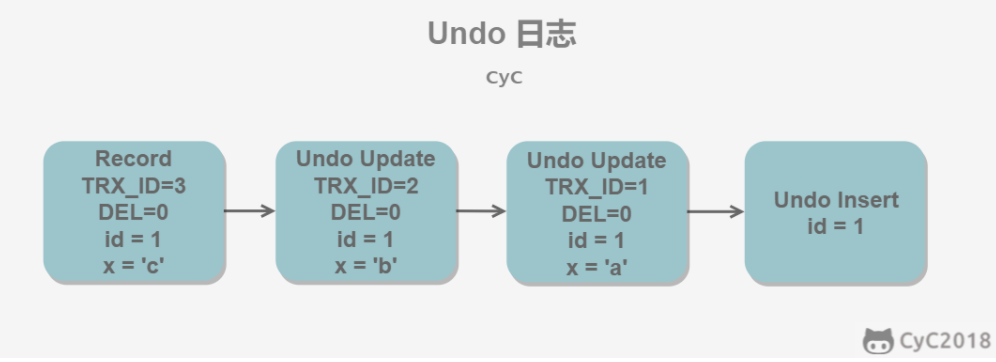 Undo 日志
CyC
Record
TRX_ID=3
DEL=0
id = 1
x = 'c'
Undo Update
TRX_ID=2
DEL=0
id = 1
x = 'b'
Undo Update
TRX_ID=1
DEL=0
id = 1
x = 'a'
Undo Insert
id = 1
CyC2018